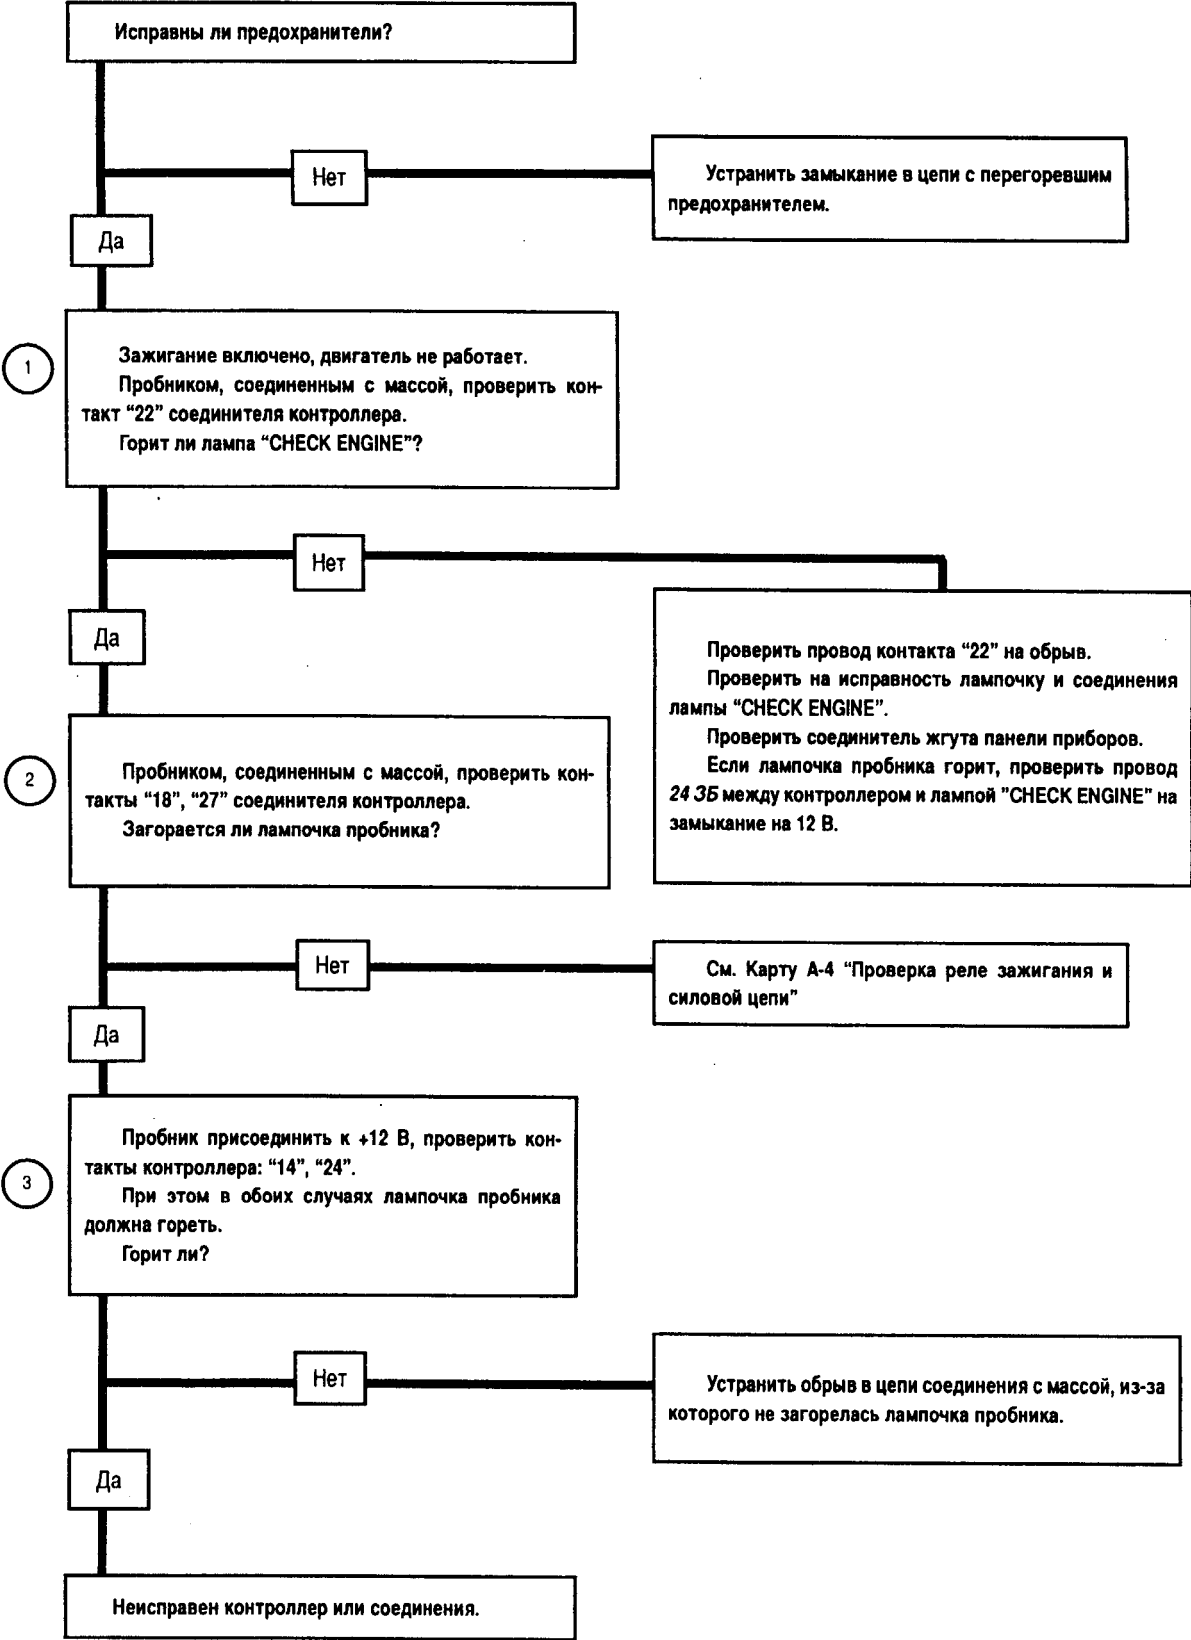 Исправны ли предохранители?
Нет
Устранить замыкание в цепи с перегоревшим
предохранителем.
Да
1
Зажигание включено, двигатель не работает.
Пробником, соединенным с массой, проверить кон-
такт “22” соединителя контроллера.
Горит ли лампа “CHECK ENGINE”?
Нет
Да
Проверить провод контакта “22” на обрыв.
Проверить на исправность лампочку и соединения
лампы “CHECK ENGINE”.
Проверить соединитель жгута панели приборов.
Если лампочка пробника горит, проверить провод
24 ЗБ между контроллером и лампой "CHECK ENGINE" на
замыкание на 12 В.
2
Пробником, соединенным с массой, проверить кон-
такты “18”, “27” соединителя контроллера.
Загорается ли лампочка пробника?
Нет
См. Карту А-4 “Проверка реле зажигания и
силовой цепи”
Да
3
Пробник присоединить к +12 В, проверить кон-
такты контроллера: “14”, “24”.
При этом в обоих случаях лампочка пробника
должна гореть.
Горит ли?
Нет
Устранить обрыв в цепи соединения с массой, из-за
которого не загорелась лампочка пробника.
Да
Неисправен контроллер или соединения.